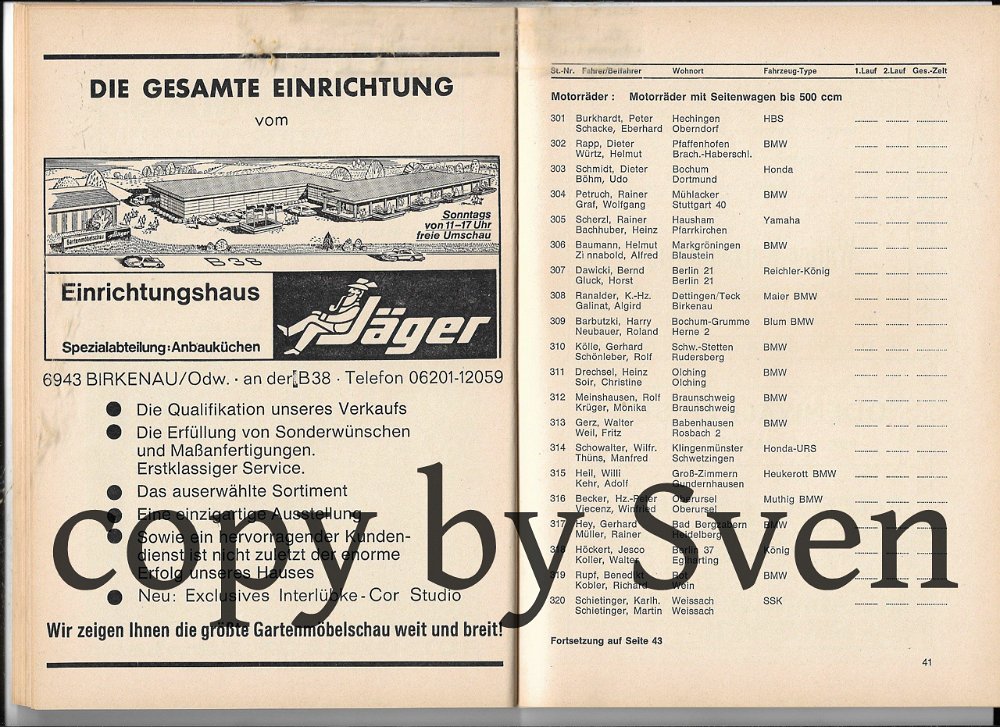 DIE GESAMTE EINRICHTUNG
vom
Sonntags
von 11–17 Uhr
freie Umschau
Gartenmöbelschau
B 38
Einrichtungshaus
Jäger
Spezialabteilung: Anbauküchen
6943 BIRKENAU/Odw. · an der B38 · Telefon 06201-12059
● Die Qualifikation unseres Verkaufs
● Die Erfüllung von Sonderwünschen
und Maßanfertigungen.
Erstklassiger Service.
● Das auserwählte Sortiment
● Eine einzigartige Ausstellung
● Sowie ein hervorragender Kunden-
dienst ist nicht zuletzt der enorme
Erfolg unseres Hauses
● Neu: Exclusives Interlübke-Cor Studio
Wir zeigen Ihnen die größte Gartenmöbelschau weit und breit!
copy by Sven
St.-Nr. Fahrer/Beifahrer Wohnort Fahrzeug-Type 1.Lauf 2.Lauf Ges.-Zeit
Motorräder : Motorräder mit Seitenwagen bis 500 ccm
301 Burkhardt, Peter Hechingen HBS
Schacke, Eberhard Oberndorf
302 Rapp, Dieter Pfaffenhofen BMW
Würtz, Helmut Brach.-Haberschl.
303 Schmidt, Dieter Bochum Honda
Böhm, Udo Dortmund
304 Petruch, Rainer Mühlacker BMW
Graf, Wolfgang Stuttgart 40
305 Scherzl, Rainer Hausham Yamaha
Bachhuber, Heinz Pfarrkirchen
306 Baumann, Helmut Markgröningen BMW
Zinnabold, Alfred Blaustein
307 Dawicki, Bernd Berlin 21 Reichler-König
Gluck, Horst Berlin 21
308 Ranalder, K.-Hz. Dettingen/Teck Maier BMW
Galinat, Algird Birkenau
309 Barbutzki, Harry Bochum-Grumme Blum BMW
Neubauer, Roland Herne 2
310 Kölle, Gerhard Schw.-Stetten BMW
Schönleber, Rolf Rudersberg
311 Drechsel, Heinz Olching BMW
Soir, Christine Olching
312 Meinshausen, Rolf Braunschweig BMW
Krüger, Monika Braunschweig
313 Gerz, Walter Babenhausen BMW
Weil, Fritz Rosbach 2
314 Schowalter, Wilfr. Klingenmünster Honda-URS
Thüns, Manfred Schwetzingen
315 Heil, Willi Groß-Zimmern Heukerott BMW
Kehr, Adolf Gundernhausen
316 Becker, Hz.-Peter Oberursel Muthig BMW
Viecenz, Winfried Oberursel
317 Hey, Gerhard Bad Bergzabern BMW
Müller, Rainer Heidelberg
318 Höckert, Jesco Berlin 37 König
Koller, Walter Eglharting
319 Rupf, Benedikt BMW
Kobler, Richard
320 Schietinger, Karlh. Weissach SSK
Schietinger, Martin Weissach
Fortsetzung auf Seite 43
41